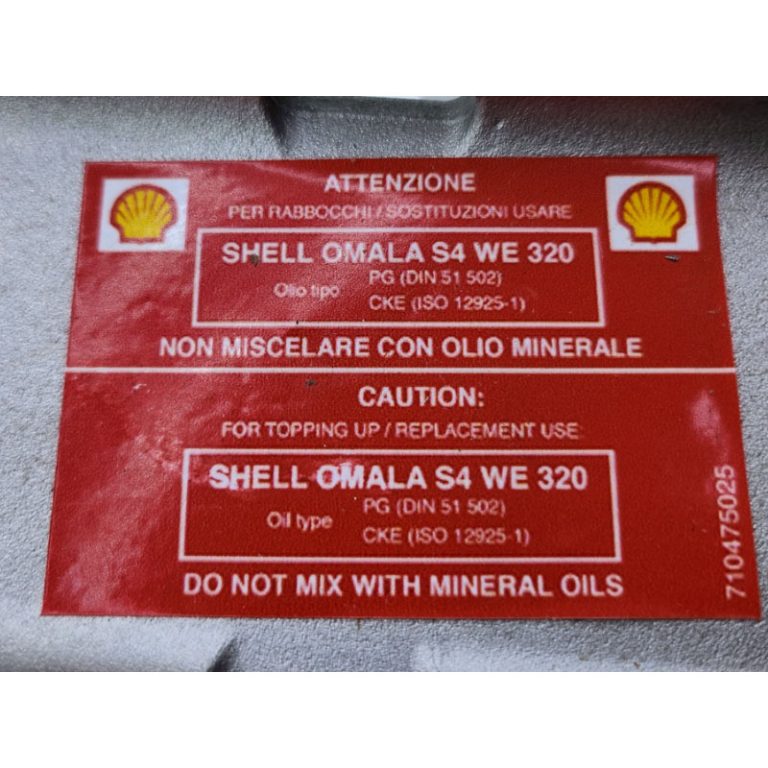 ATTENZIONE
PER RABBOCCHI / SOSTITUZIONI USARE
SHELL OMALA S4 WE 320
Olio tipo PG (DIN 51 502)
CKE (ISO 12925-1)
NON MISCELARE CON OLIO MINERALE
CAUTION:
FOR TOPPING UP / REPLACEMENT USE
SHELL OMALA S4 WE 320
Oil type PG (DIN 51 502)
CKE (ISO 12925-1)
DO NOT MIX WITH MINERAL OILS
710475025